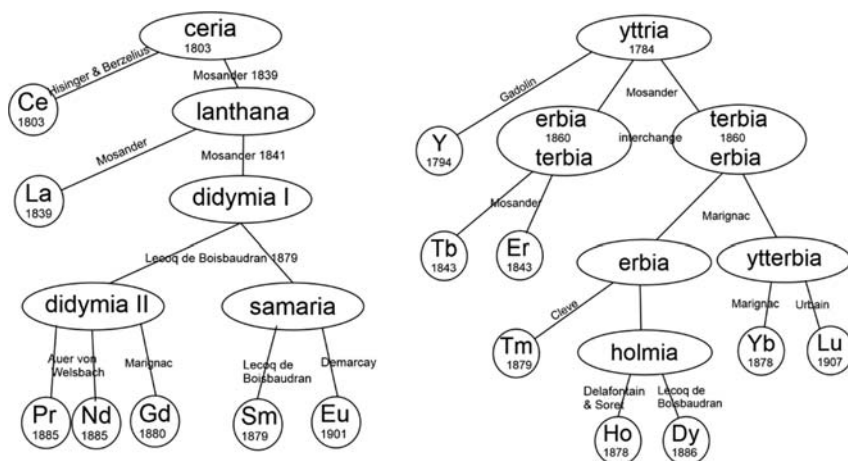 ceria
1803
Hisinger & Berzelius
Mosander 1839
Ce
1803
lanthana
Mosander
Mosander 1841
La
1839
didymia I
Lecoq de Boisbaudran 1879
didymia II
samaria
Auer von
Welsbach
Marignac
Lecoq de
Boisbaudran
Demarcay
Pr
1885
Nd
1885
Gd
1880
Sm
1879
Eu
1901
yttria
1784
Gadolin
Mosander
Y
1794
erbia
1860
terbia
interchange
terbia
1860
erbia
Mosander
Marignac
Tb
1843
Er
1843
erbia
ytterbia
Cleve
Marignac
Urbain
Tm
1879
holmia
Yb
1878
Lu
1907
Delafontain
& Soret
Lecoq de
Boisbaudran
Ho
1878
Dy
1886